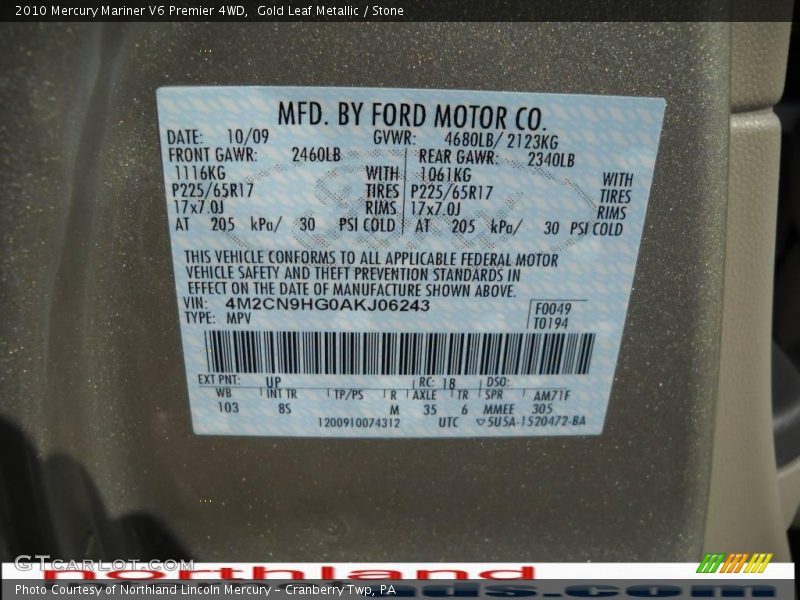 2010 Mercury Mariner V6 Premier 4WD, Gold Leaf Metallic / Stone
MFD. BY FORD MOTOR CO.
DATE: 10/09 GVWR: 4680LB/ 2123KG
FRONT GAWR: 2460LB REAR GAWR: 2340LB
1116KG WITH 1061KG WITH
P225/65R17 TIRES P225/65R17 TIRES
17x7.0J RIMS 17x7.0J RIMS
AT 205 kPa/ 30 PSI COLD AT 205 kPa/ 30 PSI COLD
THIS VEHICLE CONFORMS TO ALL APPLICABLE FEDERAL MOTOR
VEHICLE SAFETY AND THEFT PREVENTION STANDARDS IN
EFFECT ON THE DATE OF MANUFACTURE SHOWN ABOVE.
VIN: 4M2CN9HG0AKJ06243 F0049
TYPE: MPV T0194
EXT PNT: UP RC: 18 DSO:
WB INT TR TP/PS R AXLE TR SPR AM71F
103 8S M 35 6 MMEE 305
1200910074312 UTC ▽5U5A-1520472-BA
GTCarLot.com
northland
Photo Courtesy of Northland Lincoln Mercury - Cranberry Twp, PA